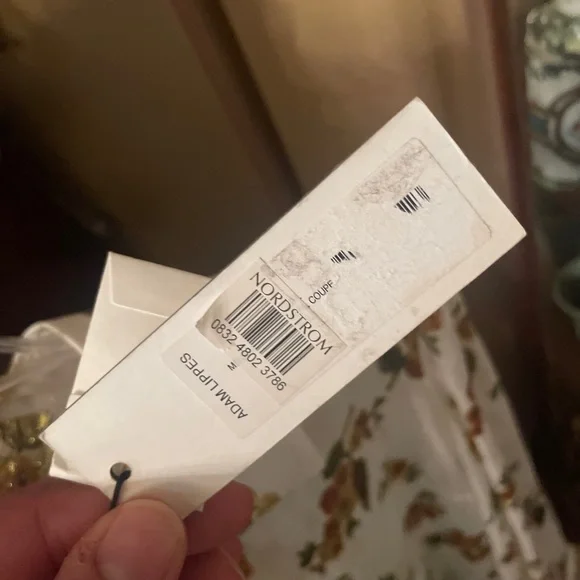 COUPF
NORDSTROM
0832 4802 3786
M
ADAM LIPPES